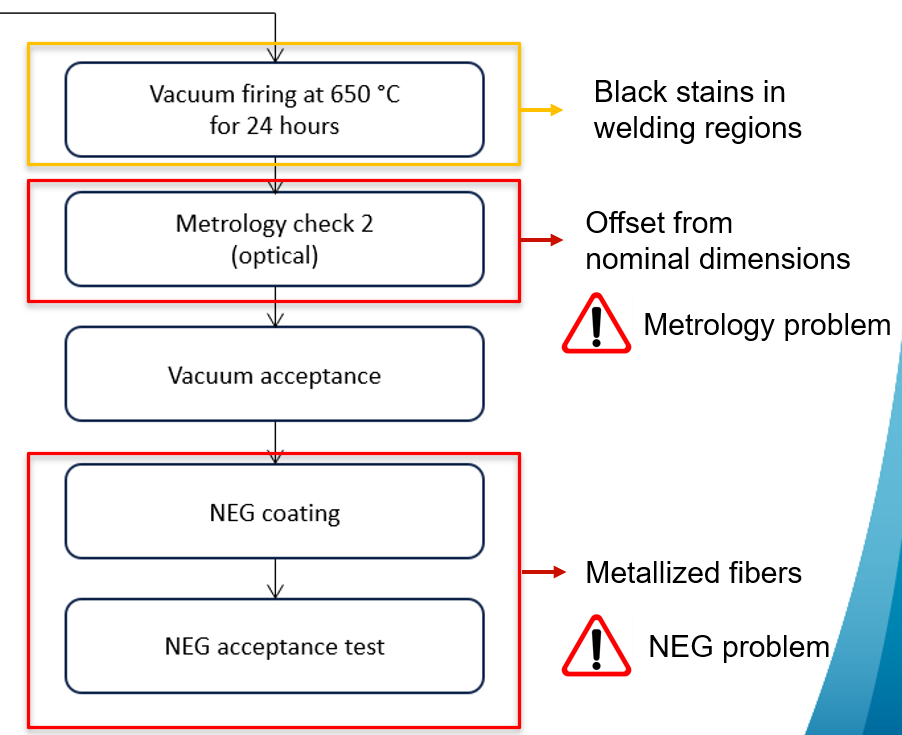 Vacuum firing at 650 °C
for 24 hours
Black stains in
welding regions
Metrology check 2
(optical)
Offset from
nominal dimensions
Metrology problem
Vacuum acceptance
NEG coating
Metallized fibers
NEG acceptance test
NEG problem